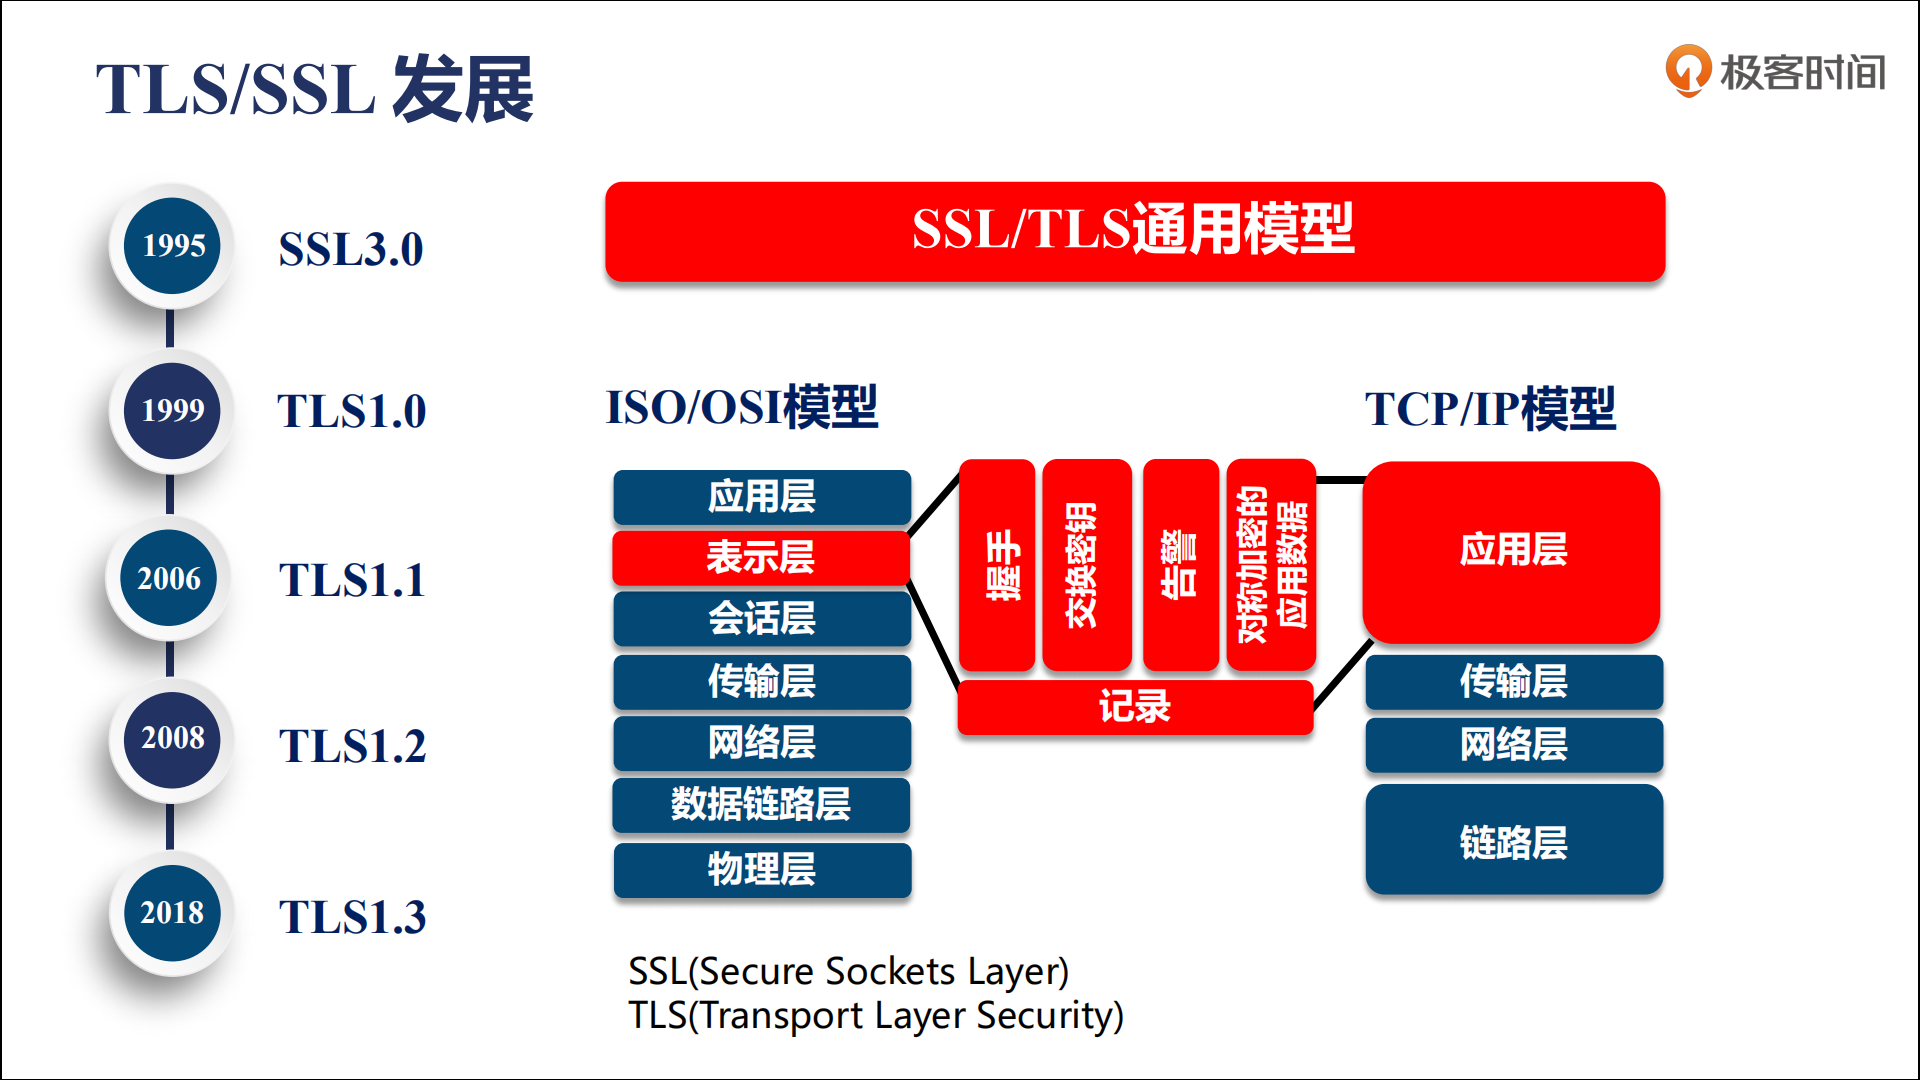 TLS/SSL 发展
极客时间
1995
SSL3.0
1999
TLS1.0
2006
TLS1.1
2008
TLS1.2
2018
TLS1.3
SSL/TLS通用模型
ISO/OSI模型
应用层
表示层
会话层
传输层
网络层
数据链路层
物理层
握手
交换密钥
告警
对称加密的
应用数据
记录
TCP/IP模型
应用层
传输层
网络层
链路层
SSL(Secure Sockets Layer)
TLS(Transport Layer Security)